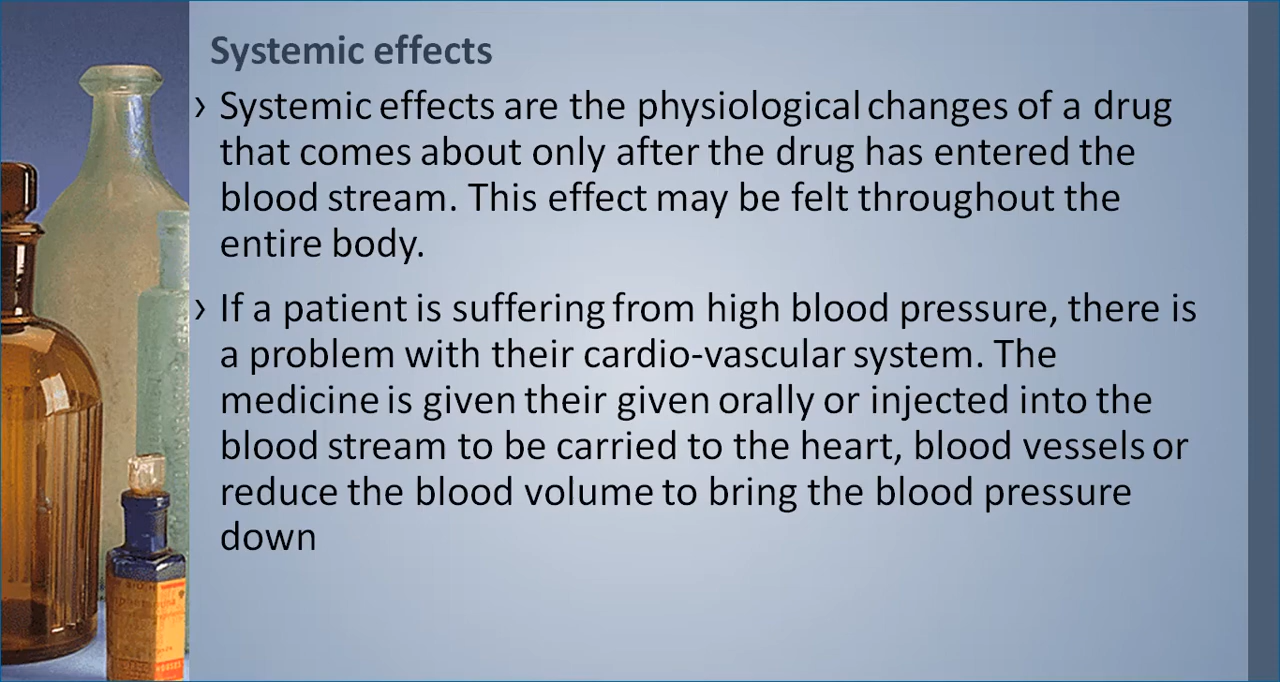 Systemic effects
› Systemic effects are the physiological changes of a drug
that comes about only after the drug has entered the
blood stream. This effect may be felt throughout the
entire body.
› If a patient is suffering from high blood pressure, there is
a problem with their cardio-vascular system. The
medicine is given their given orally or injected into the
blood stream to be carried to the heart, blood vessels or
reduce the blood volume to bring the blood pressure
down